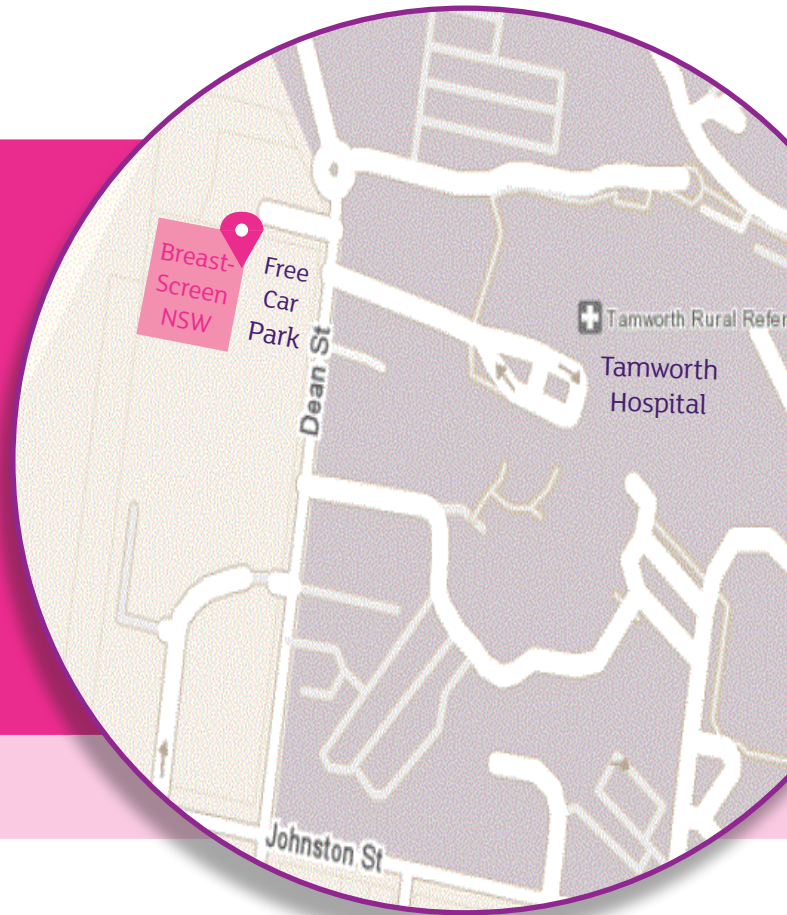 Breast-
Screen
NSW
Free
Car
Park
Dean St
Tamworth Rural Refer
Tamworth
Hospital
Johnston St